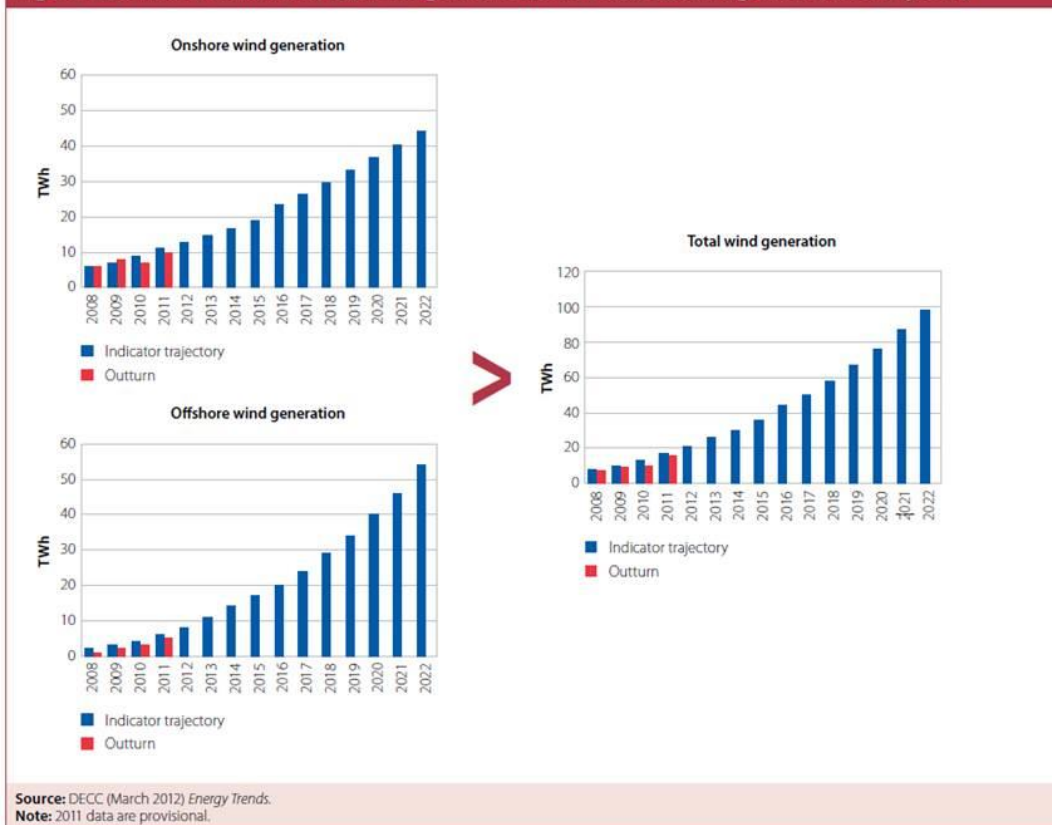 Onshore wind generation
60
50
40
30
20
10
0
TWh
2008 2009 2010 2011 2012 2013 2014 2015 2016 2017 2018 2019 2020 2021 2022
Indicator trajectory
Outturn
Offshore wind generation
60
50
40
30
20
10
0
TWh
2008 2009 2010 2011 2012 2013 2014 2015 2016 2017 2018 2019 2020 2021 2022
Indicator trajectory
Outturn
>
Total wind generation
120
100
80
60
40
20
0
TWh
2008 2009 2010 2011 2012 2013 2014 2015 2016 2017 2018 2019 2020 2021 2022
Indicator trajectory
Outturn
Source: DECC (March 2012) Energy Trends.
Note: 2011 data are provisional.